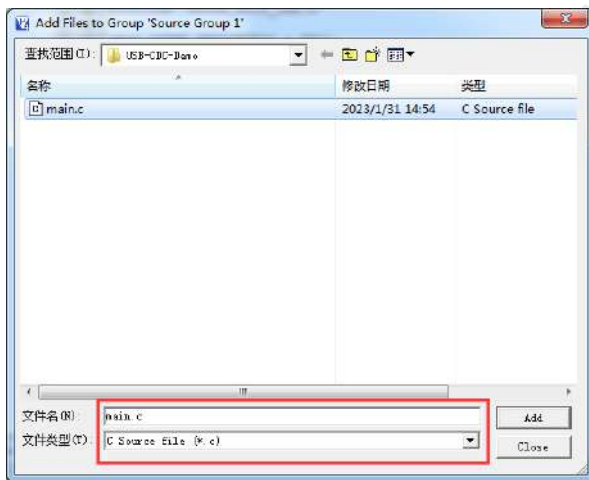 Add Files to Group 'Source Group 1'
查找范围(I): USB-CDC-Demo
名称 修改日期 类型
main.c 2023/1/31 14:54 C Source file
文件名(N): main.c Add
文件类型(T): C Source file (*.c) Close